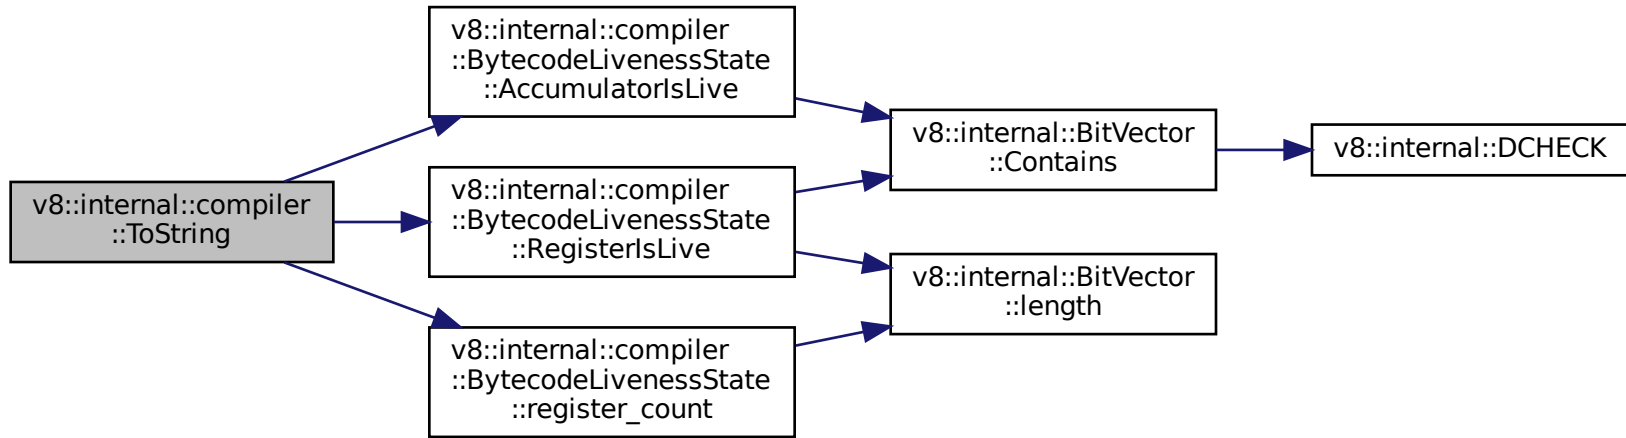 v8::internal::compiler
::ToString
v8::internal::compiler
::BytecodeLivenessState
::AccumulatorIsLive
v8::internal::compiler
::BytecodeLivenessState
::RegisterIsLive
v8::internal::compiler
::BytecodeLivenessState
::register_count
v8::internal::BitVector
::Contains
v8::internal::BitVector
::length
v8::internal::DCHECK